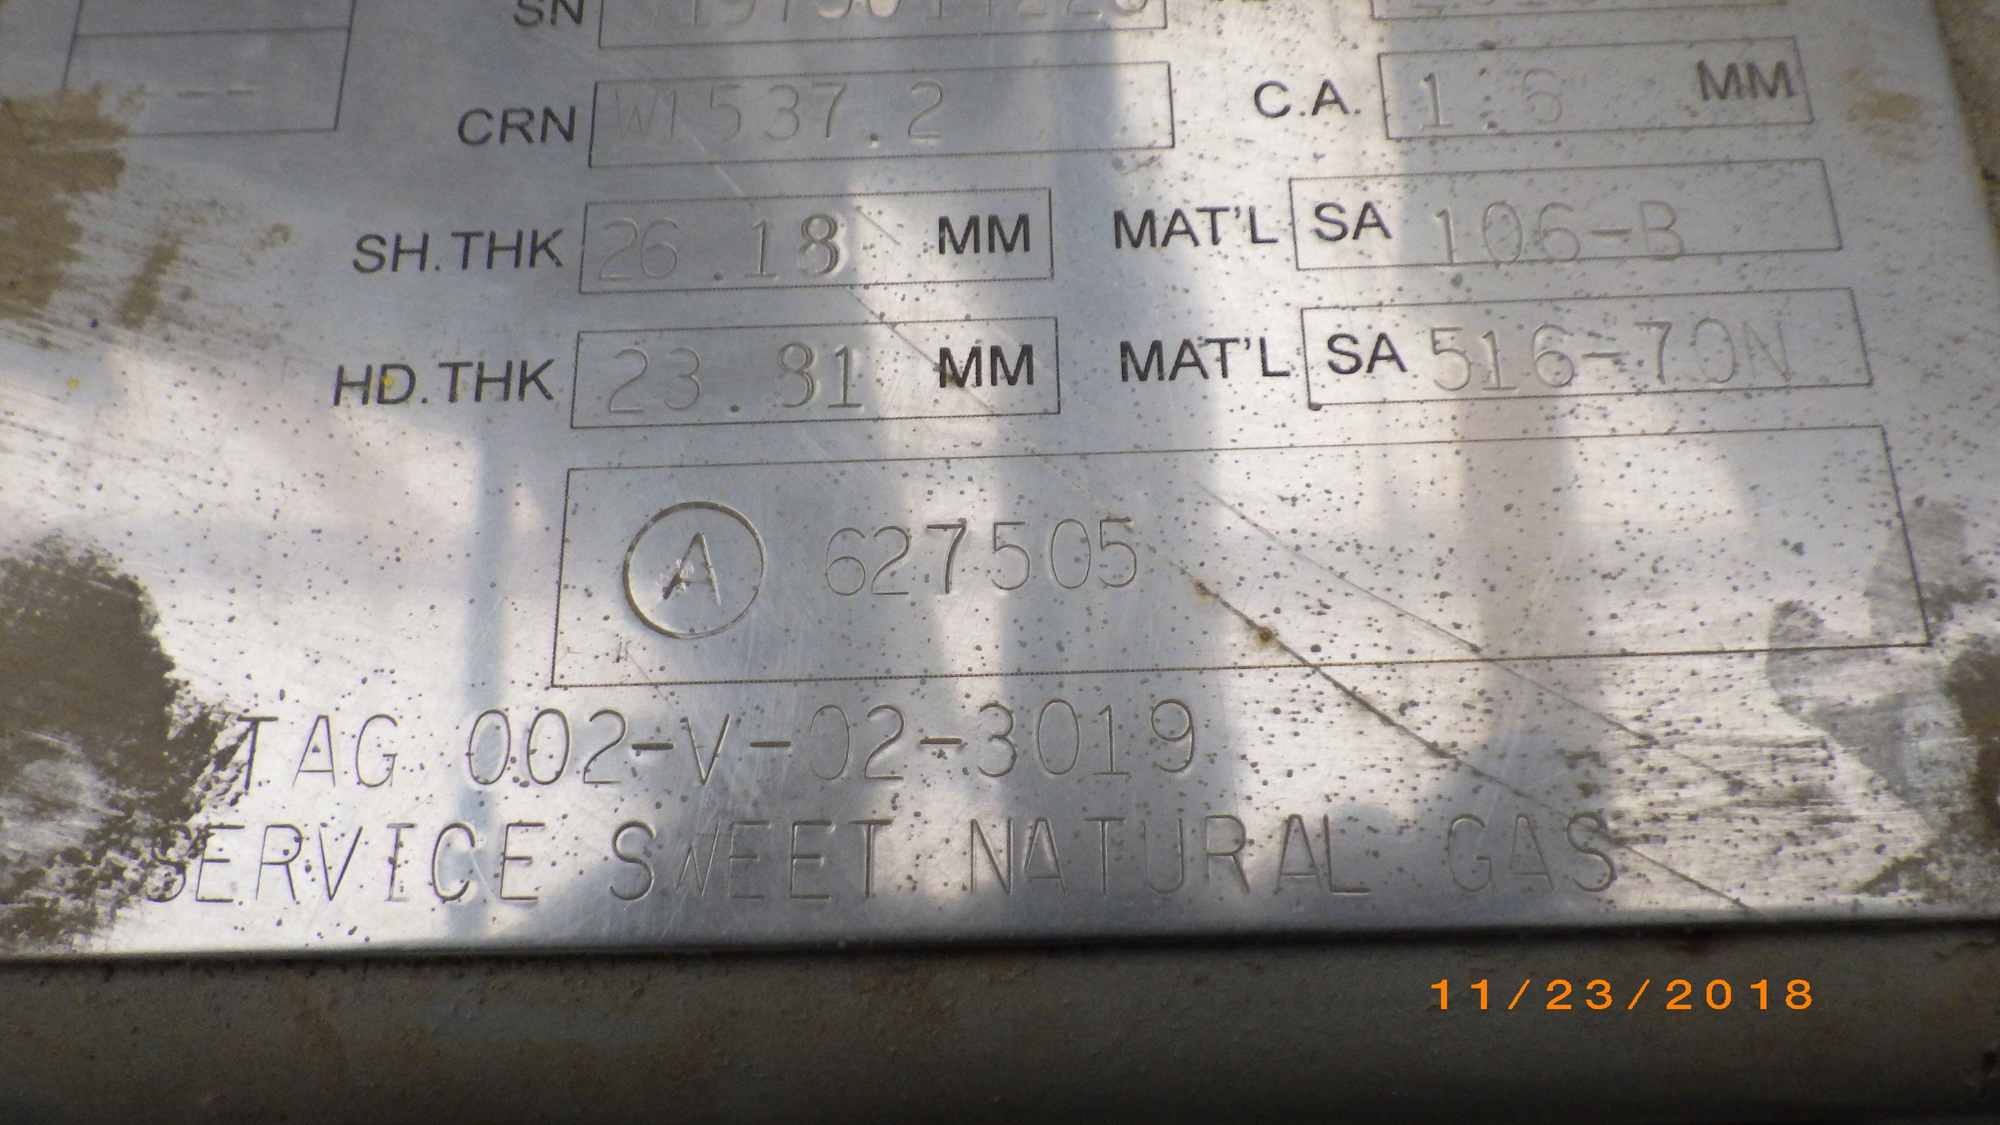 SN
---
CRN W1537.2 C.A. 1.6 MM
SH.THK 26.18 MM MAT'L SA 106-B
HD.THK 23.81 MM MAT'L SA 516-70N
A 627505
TAG 002-V-02-3019
SERVICE SWEET NATURAL GAS
11/23/2018